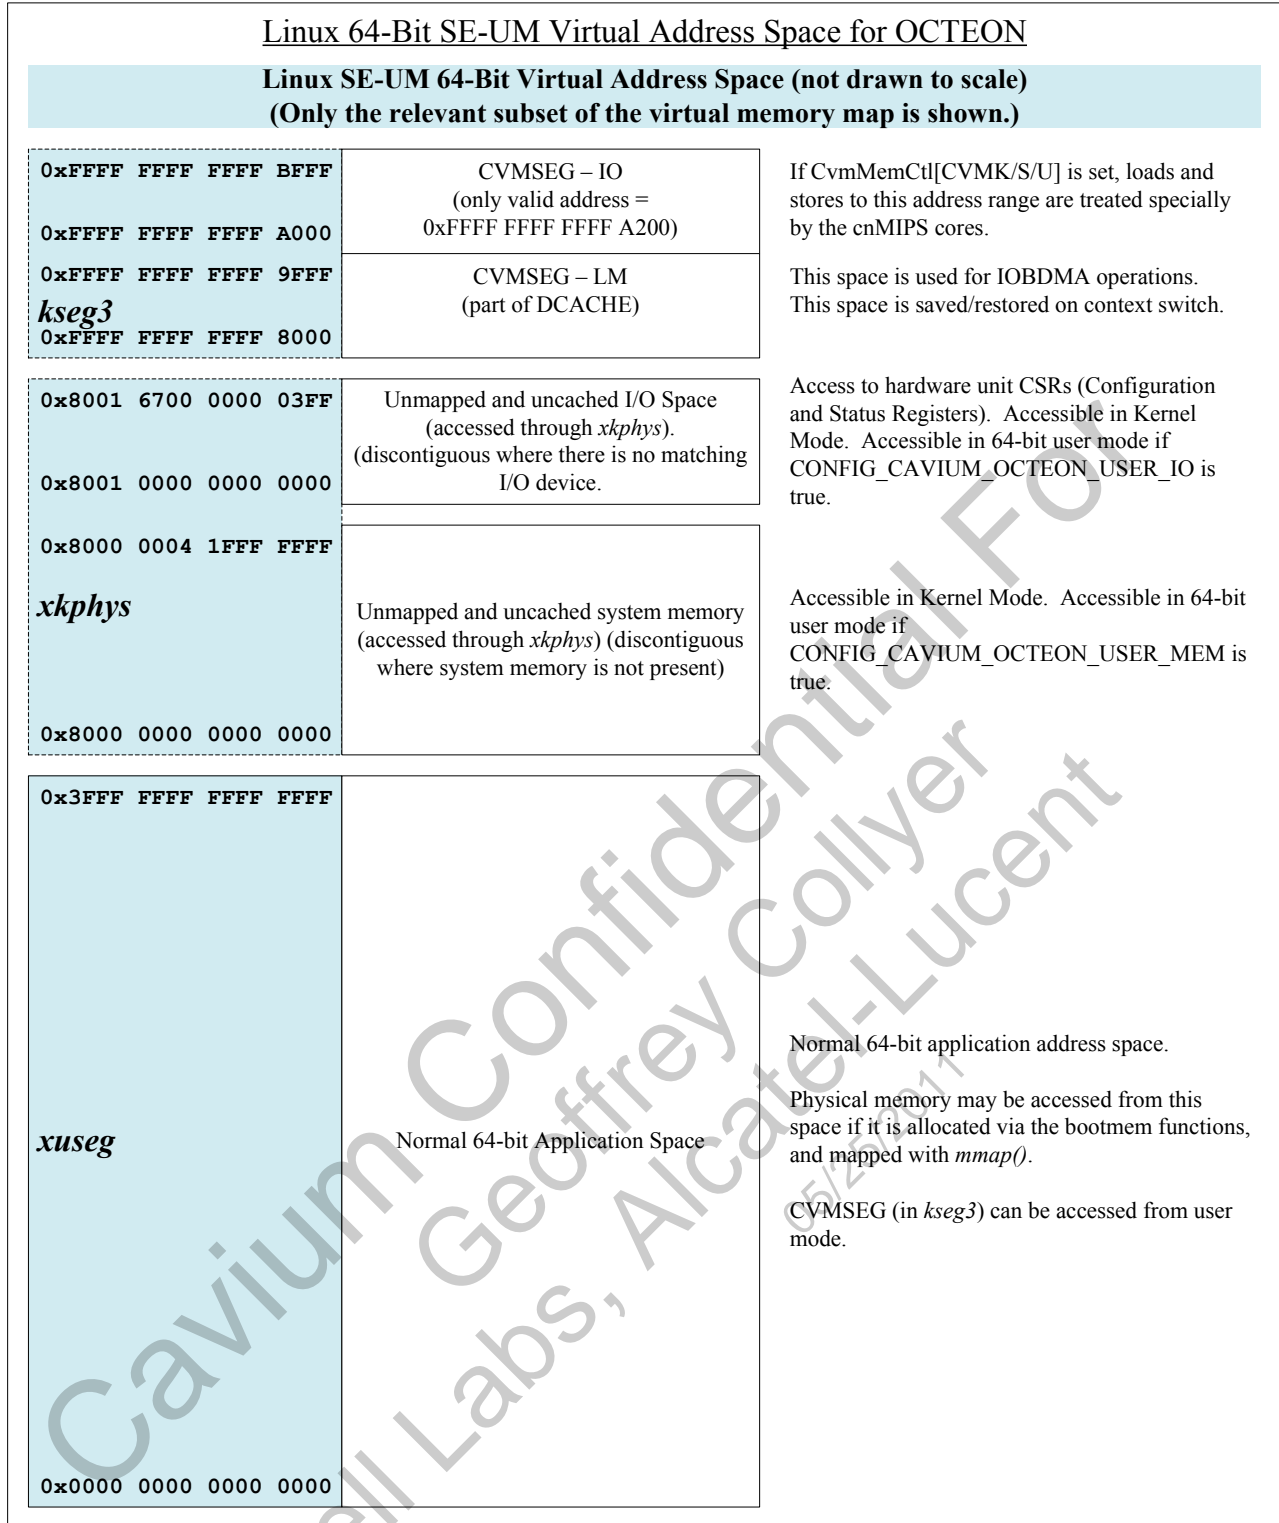 Linux 64-Bit SE-UM Virtual Address Space for OCTEON
Linux SE-UM 64-Bit Virtual Address Space (not drawn to scale)
(Only the relevant subset of the virtual memory map is shown.)
0xFFFF FFFF FFFF BFFF
0xFFFF FFFF FFFF A000
CVMSEG – IO
(only valid address =
0xFFFF FFFF FFFF A200)
If CvmMemCtl[CVMK/S/U] is set, loads and
stores to this address range are treated specially
by the cnMIPS cores.
0xFFFF FFFF FFFF 9FFF
kseg3
0xFFFF FFFF FFFF 8000
CVMSEG – LM
(part of DCACHE)
This space is used for IOBDMA operations.
This space is saved/restored on context switch.
0x8001 6700 0000 03FF
0x8001 0000 0000 0000
Unmapped and uncached I/O Space
(accessed through xkphys).
(discontiguous where there is no matching
I/O device.
Access to hardware unit CSRs (Configuration
and Status Registers).  Accessible in Kernel
Mode.  Accessible in 64-bit user mode if
CONFIG_CAVIUM_OCTEON_USER_IO is
true.
0x8000 0004 1FFF FFFF
xkphys
0x8000 0000 0000 0000
Unmapped and uncached system memory
(accessed through xkphys) (discontiguous
where system memory is not present)
Accessible in Kernel Mode.  Accessible in 64-bit
user mode if
CONFIG_CAVIUM_OCTEON_USER_MEM is
true.
0x3FFF FFFF FFFF FFFF
xuseg
0x0000 0000 0000 0000
Normal 64-bit Application Space
Normal 64-bit application address space.
Physical memory may be accessed from this
space if it is allocated via the bootmem functions,
and mapped with mmap().
CVMSEG (in kseg3) can be accessed from user
mode.
Cavium Confidential For
Geoffrey Collyer
Labs, Alcatel-Lucent
05/25/2011